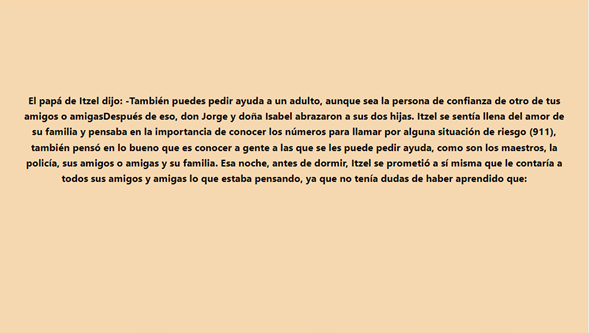 El papá de Itzel dijo: -También puedes pedir ayuda a un adulto, aunque sea la persona de confianza de otro de tus
amigos o amigasDespués de eso, don Jorge y doña Isabel abrazaron a sus dos hijas. Itzel se sentía llena del amor de
su familia y pensaba en la importancia de conocer los números para llamar por alguna situación de riesgo (911),
también pensó en lo bueno que es conocer a gente a las que se les puede pedir ayuda, como son los maestros, la
policía, sus amigos o amigas y su familia. Esa noche, antes de dormir, Itzel se prometió a sí misma que le contaría a
todos sus amigos y amigas lo que estaba pensando, ya que no tenía dudas de haber aprendido que: